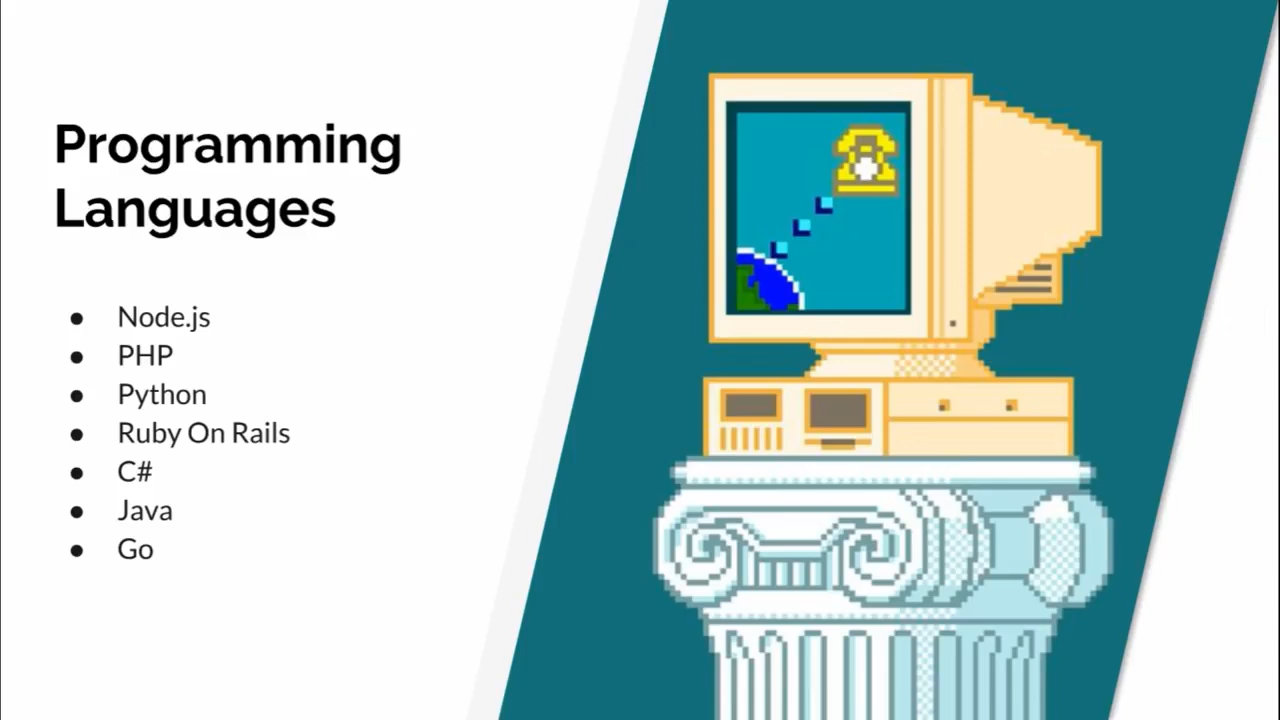 Programming
Languages
● Node.js
● PHP
● Python
● Ruby On Rails
● C#
● Java
● Go